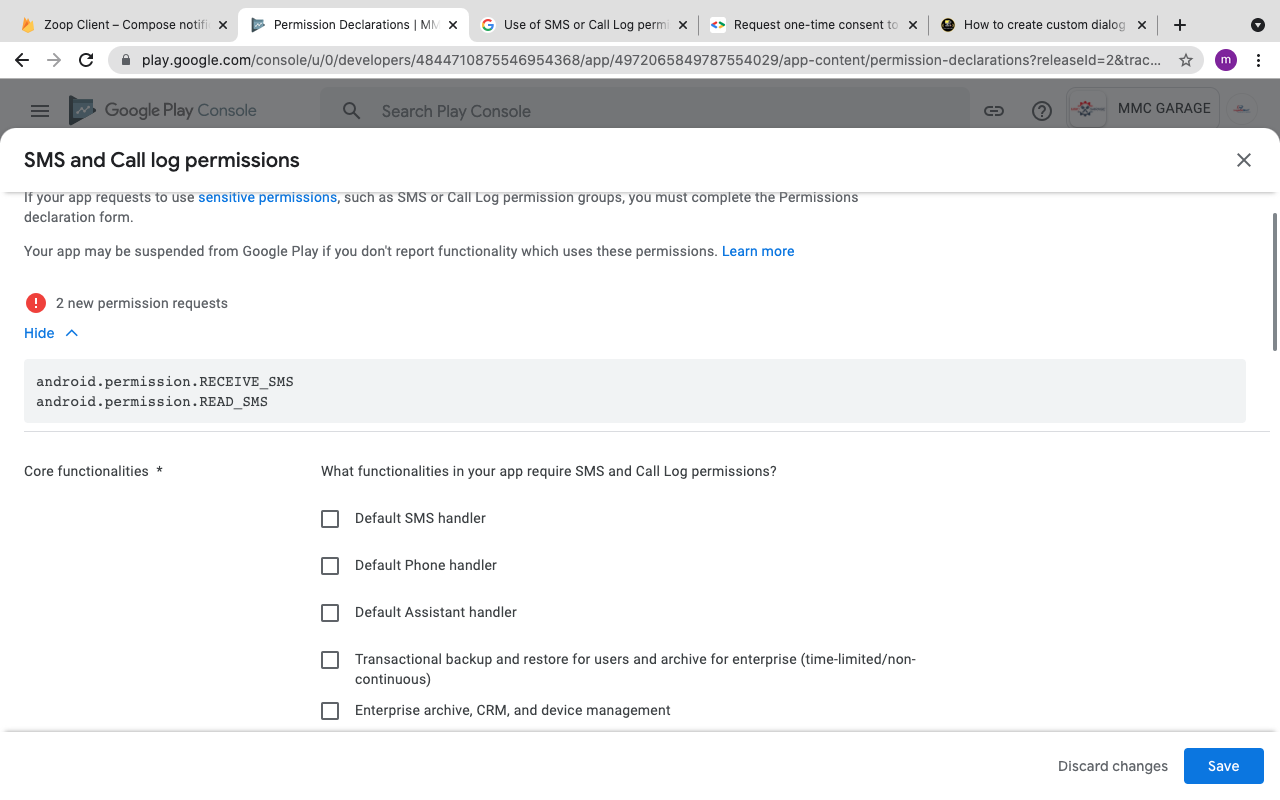 Zoop Client – Compose notifi
Permission Declarations | MM
Use of SMS or Call Log permi
Request one-time consent to
How to create custom dialog
play.google.com/console/u/0/developers/4844710875546954368/app/4972065849787554029/app-content/permission-declarations?releaseId=2&trac...
m
Google Play Console
Search Play Console
MMC GARAGE
SMS and Call log permissions
If your app requests to use sensitive permissions, such as SMS or Call Log permission groups, you must complete the Permissions
declaration form.
Your app may be suspended from Google Play if you don't report functionality which uses these permissions. Learn more
2 new permission requests
Hide
android.permission.RECEIVE_SMS
android.permission.READ_SMS
Core functionalities *
What functionalities in your app require SMS and Call Log permissions?
Default SMS handler
Default Phone handler
Default Assistant handler
Transactional backup and restore for users and archive for enterprise (time-limited/non-
continuous)
Enterprise archive, CRM, and device management
Discard changes
Save